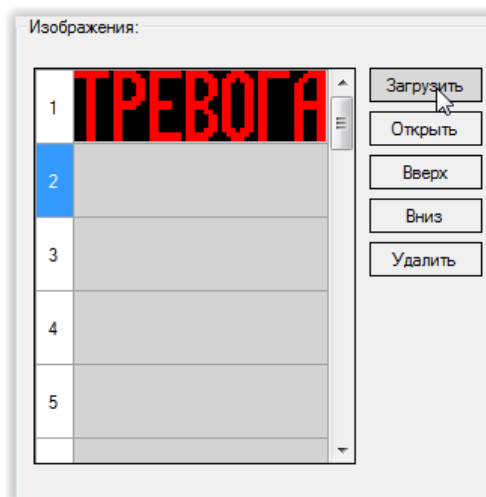 Изображения:
1 ТРЕВОГА
2
3
4
5
Загрузить
Открыть
Вверх
Вниз
Удалить